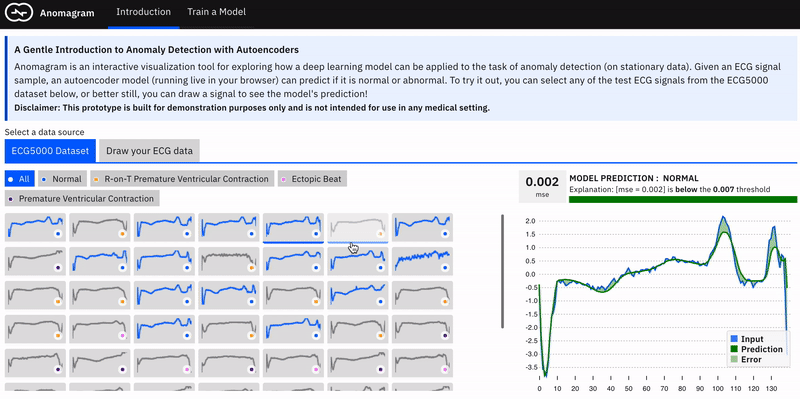 Anomagram Introduction Train a Model
A Gentle Introduction to Anomaly Detection with Autoencoders
Anomagram is an interactive visualization tool for exploring how a deep learning model can be applied to the task of anomaly detection (on stationary data). Given an ECG signal
sample, an autoencoder model (running live in your browser) can predict if it is normal or abnormal. To try it out, you can select any of the test ECG signals from the ECG5000
dataset below, or better still, you can draw a signal to see the model's prediction!
Disclaimer: This prototype is built for demonstration purposes only and is not intended for use in any medical setting.
Select a data source
ECG5000 Dataset Draw your ECG data
All Normal R-on-T Premature Ventricular Contraction Ectopic Beat
Premature Ventricular Contraction
0.002
mse
MODEL PREDICTION : NORMAL
Explanation: [mse = 0.002] is below the 0.007 threshold
2.0
1.5
1.0
0.5
0.0
-0.5
-1.0
-1.5
-2.0
-2.5
-3.0
-3.5
Input
Prediction
Error
0 10 20 30 40 50 60 70 80 90 100 110 120 130